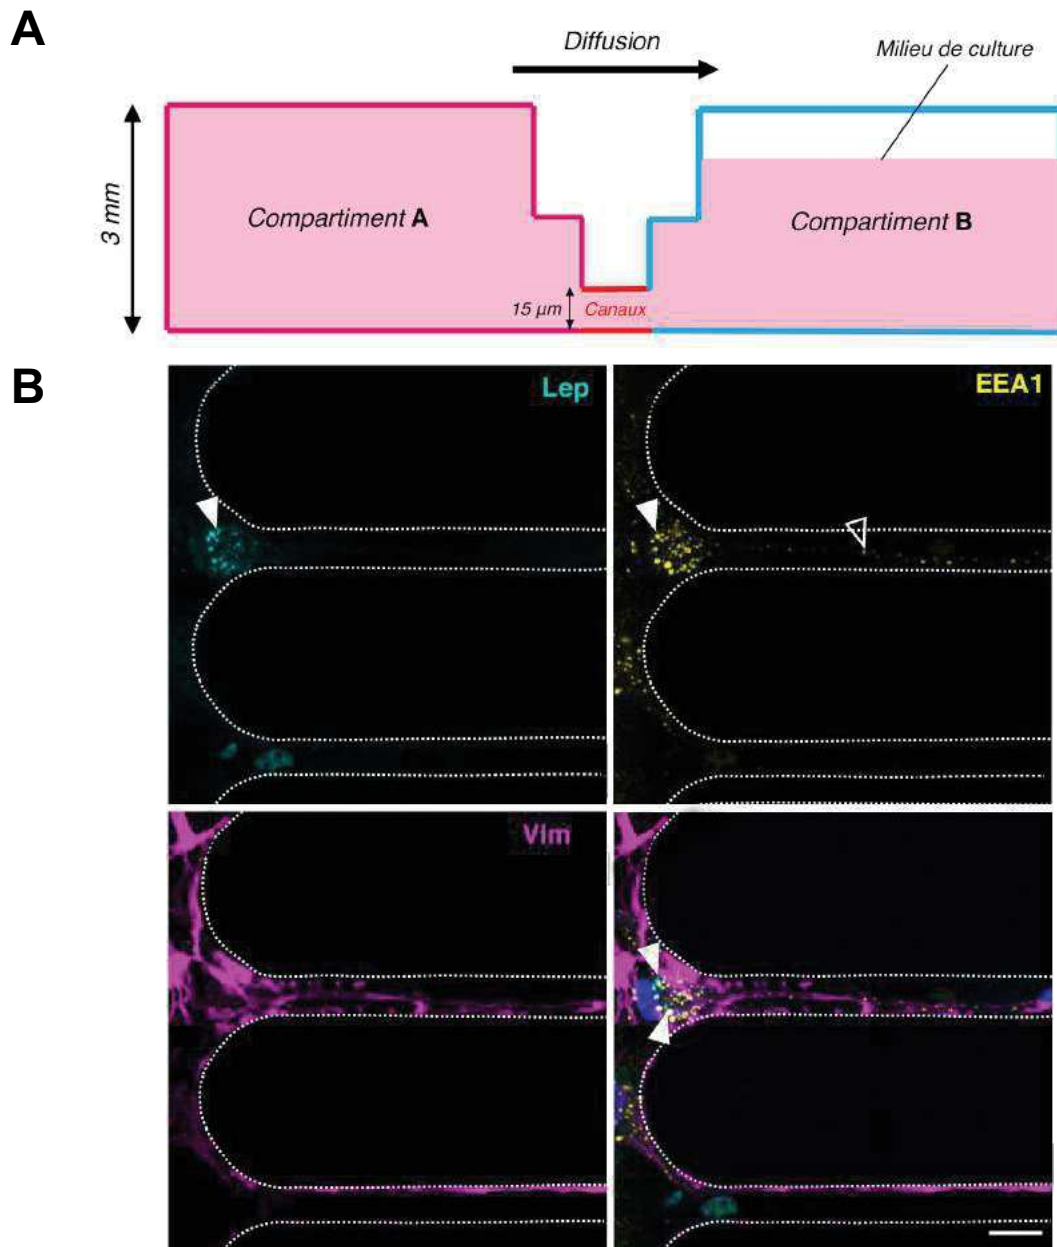 A
Diffusion
Milieu de culture
3 mm
Compartiment A
Compartiment B
15 µm
Canaux
B
Lep
EEA1
Vim